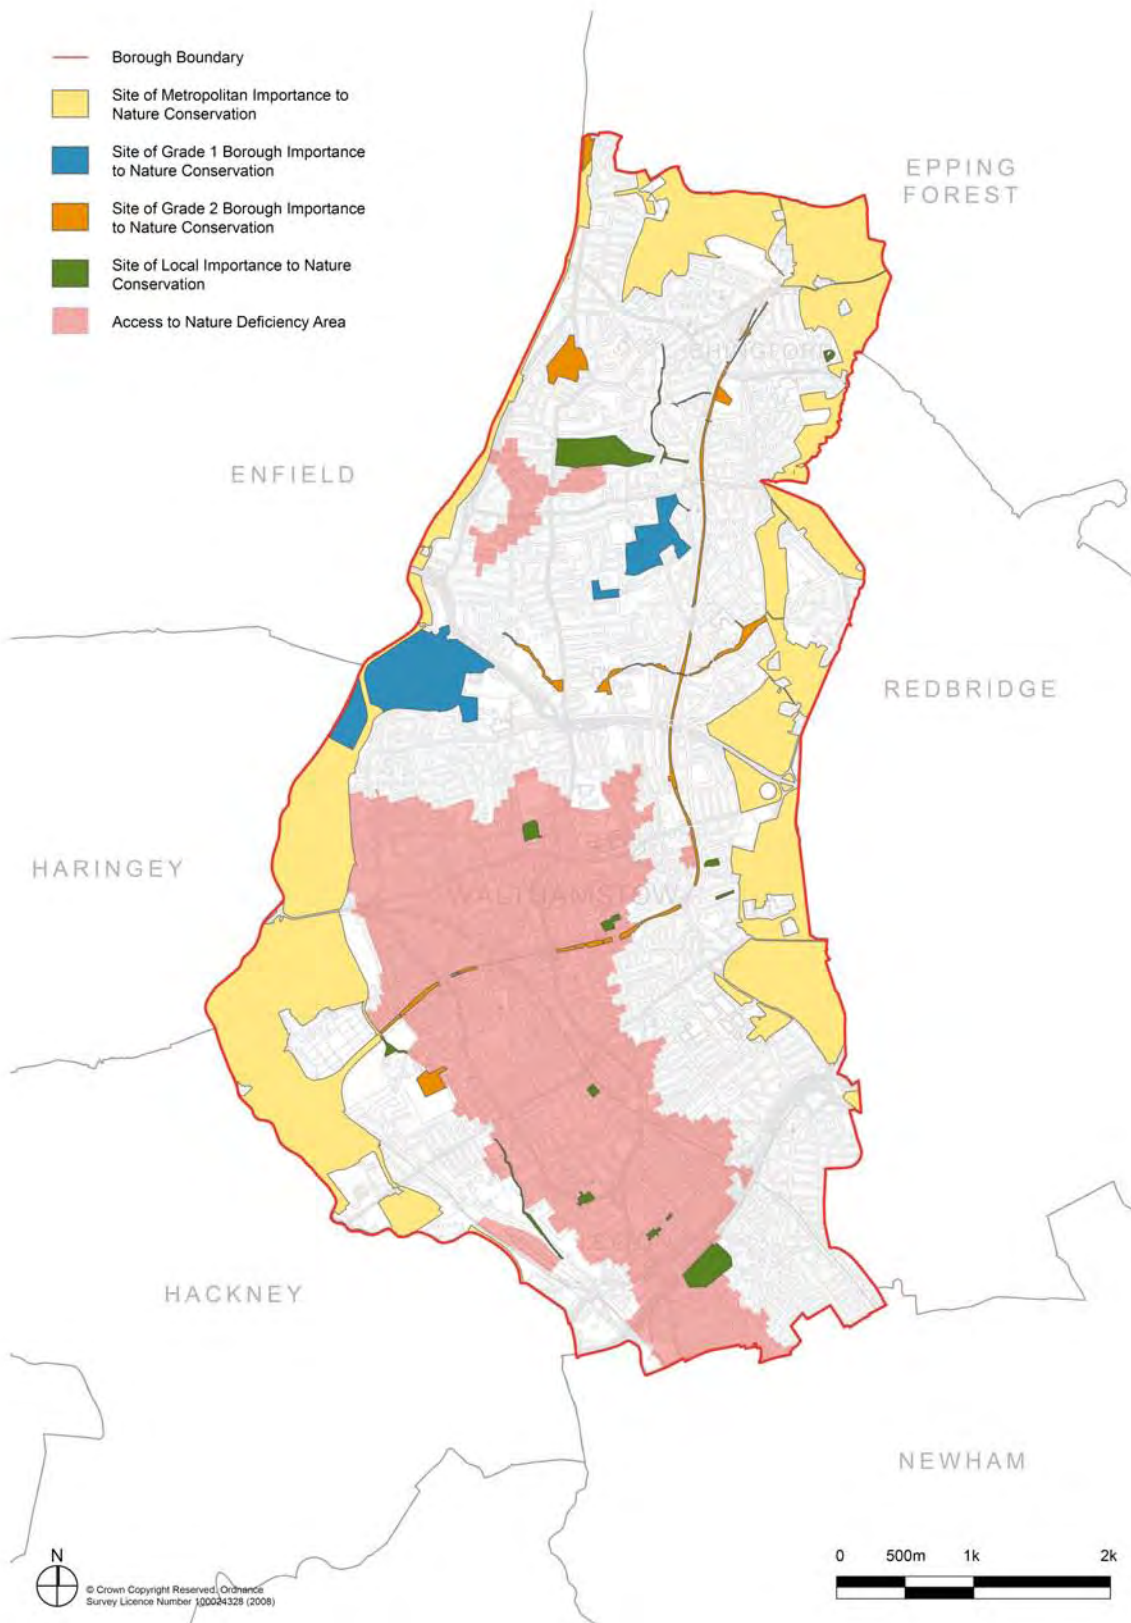 Borough Boundary
Site of Metropolitan Importance to
Nature Conservation
Site of Grade 1 Borough Importance
to Nature Conservation
Site of Grade 2 Borough Importance
to Nature Conservation
Site of Local Importance to Nature
Conservation
Access to Nature Deficiency Area
EPPING
FOREST
CHINGFORD
ENFIELD
REDBRIDGE
HARINGEY
WALTHAMSTOW
HACKNEY
NEWHAM
N
© Crown Copyright Reserved, Ordnance
Survey Licence Number 100024328 (2008)
0 500m 1k 2k